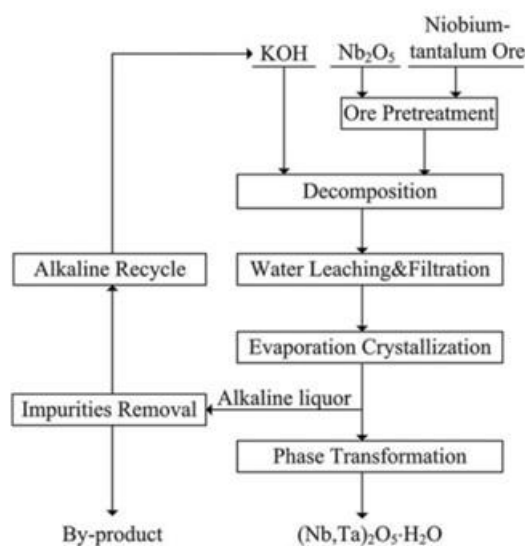 Niobium-
KOH Nb₂O₅ tantalum Ore
Ore Pretreatment
Decomposition
Alkaline Recycle Water Leaching&Filtration
Evaporation Crystallization
Impurities Removal Alkaline liquor
Phase Transformation
By-product (Nb,Ta)₂O₅·H₂O